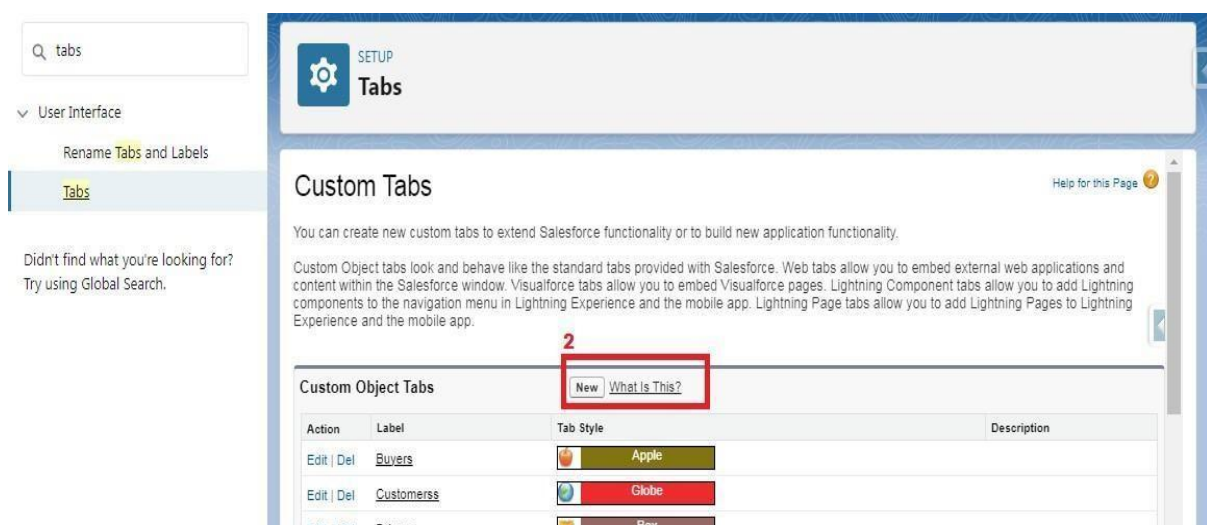 tabs
User Interface
Rename Tabs and Labels
Tabs
Didn't find what you're looking for?
Try using Global Search.
SETUP
Tabs
Custom Tabs
Help for this Page
You can create new custom tabs to extend Salesforce functionality or to build new application functionality.
Custom Object tabs look and behave like the standard tabs provided with Salesforce. Web tabs allow you to embed external web applications and
content within the Salesforce window. Visualforce tabs allow you to embed Visualforce pages. Lightning Component tabs allow you to add Lightning
components to the navigation menu in Lightning Experience and the mobile app. Lightning Page tabs allow you to add Lightning Pages to Lightning
Experience and the mobile app.
2
Custom Object Tabs New What Is This?
Action Label Tab Style Description
Edit | Del Buyers Apple
Edit | Del Customerss Globe